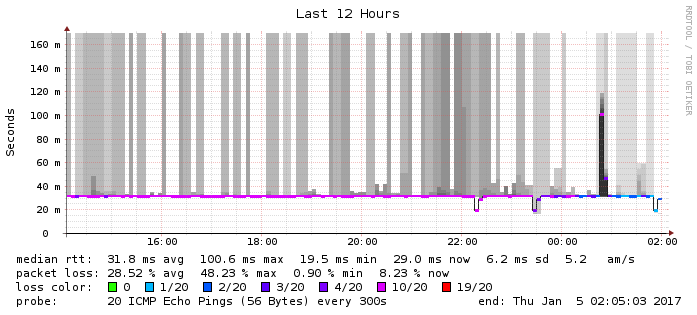 Last 12 Hours
RRDTOOL / TOBI OETIKER
Seconds
160 m
140 m
120 m
100 m
80 m
60 m
40 m
20 m
0
16:00 18:00 20:00 22:00 00:00 02:00
median rtt: 31.8 ms avg 100.6 ms max 19.5 ms min 29.0 ms now 6.2 ms sd 5.2 am/s
packet loss: 28.52 % avg 48.23 % max 0.90 % min 8.23 % now
loss color: 0 1/20 2/20 3/20 4/20 10/20 19/20
probe: 20 ICMP Echo Pings (56 Bytes) every 300s end: Thu Jan 5 02:05:03 2017